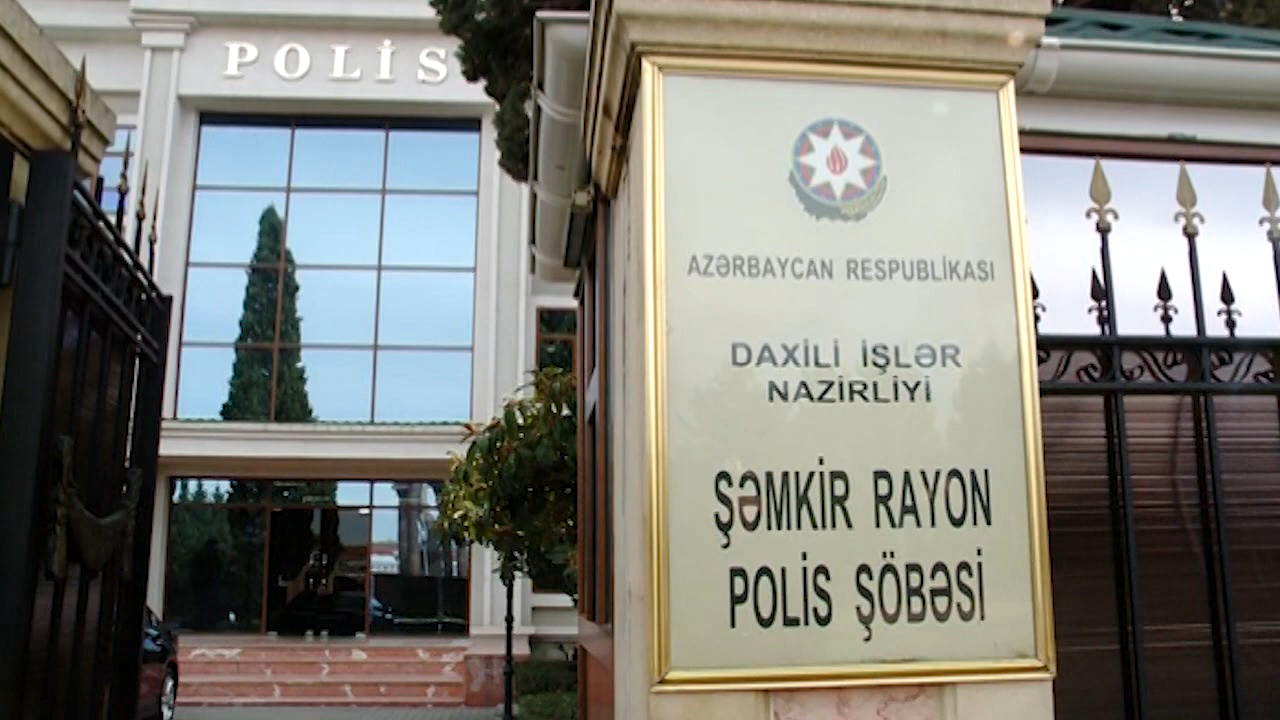 POLİS
AZƏRBAYCAN RESPUBLİKASI
DAXİLİ İŞLƏR
NAZİRLİYİ
ŞƏMKİR RAYON
POLİS ŞÖBƏSİ